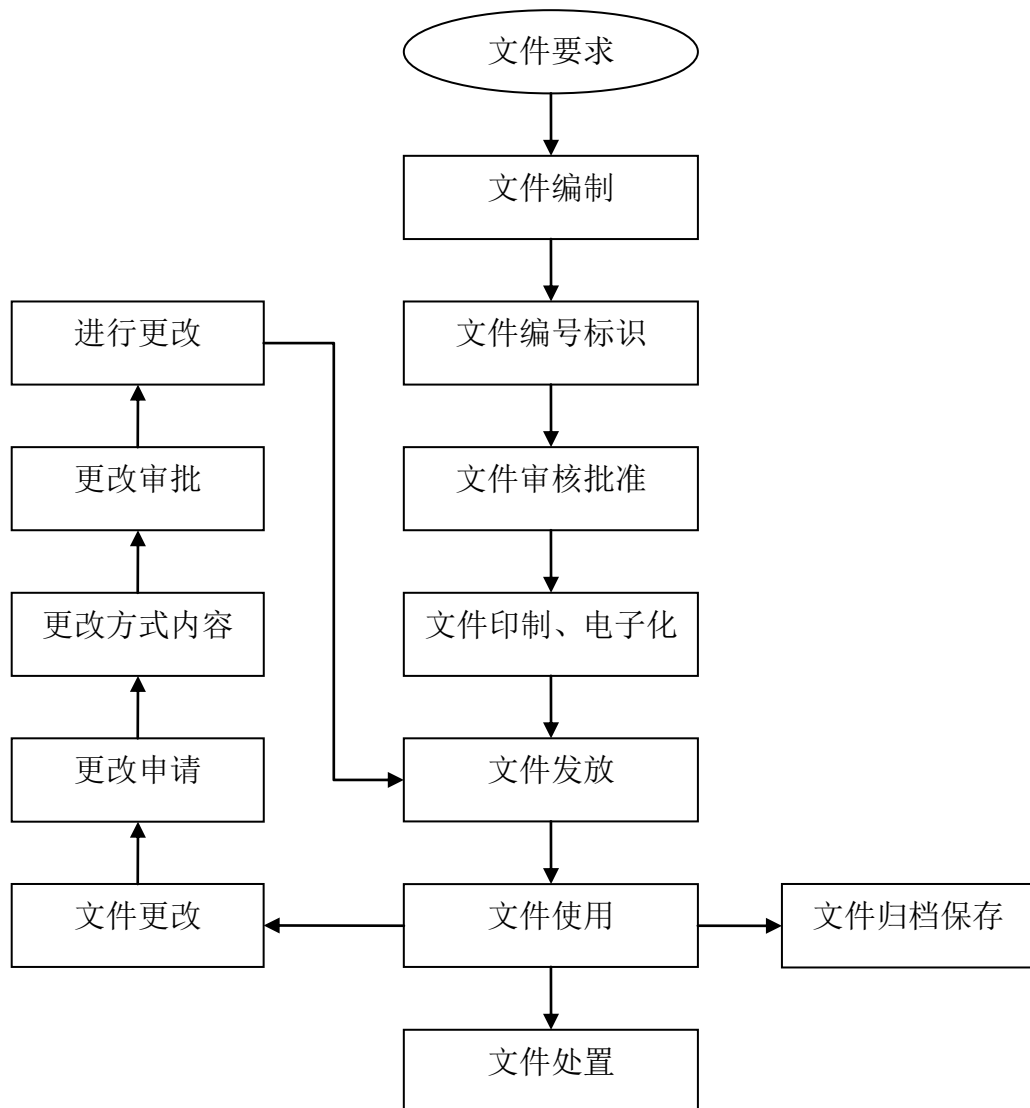 文件要求
文件编制
进行更改
文件编号标识
更改审批
文件审核批准
更改方式内容
文件印制、电子化
更改申请
文件发放
文件更改
文件使用
文件归档保存
文件处置